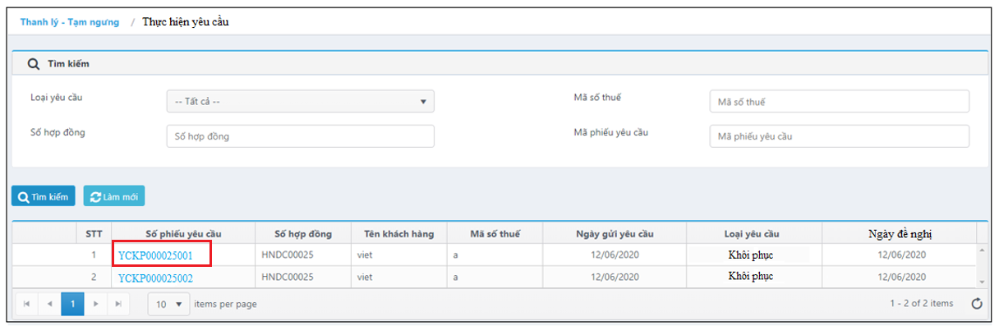 Thanh lý - Tạm ngưng / Thực hiện yêu cầu
Tìm kiếm
Loại yêu cầu -- Tất cả -- Mã số thuế Mã số thuế
Số hợp đồng Số hợp đồng Mã phiếu yêu cầu Mã phiếu yêu cầu
Tìm kiếm Làm mới
STT Số phiếu yêu cầu Số hợp đồng Tên khách hàng Mã số thuế Ngày gửi yêu cầu Loại yêu cầu Ngày đề nghị
1 YCKP000025001 HNDC00025 viet a 12/06/2020 Khôi phục 12/06/2020
2 YCKP000025002 HNDC00025 viet a 12/06/2020 Khôi phục 12/06/2020
1 10 items per page 1 - 2 of 2 items